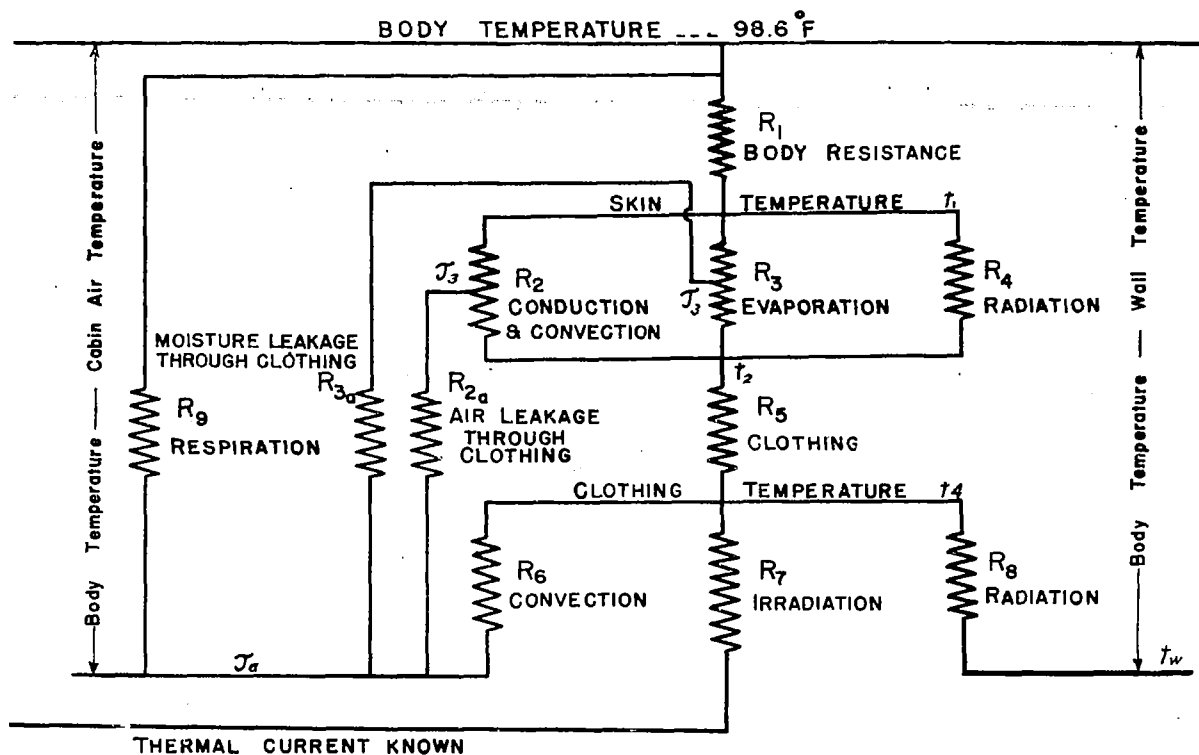 BODY TEMPERATURE --- 98.6 °F
Body Temperature — Cabin Air Temperature
Body Temperature — Wall Temperature
R1
BODY RESISTANCE
SKIN TEMPERATURE t1
T3
R2
CONDUCTION
& CONVECTION
T3
R3
EVAPORATION
R4
RADIATION
MOISTURE LEAKAGE
THROUGH CLOTHING
t2
R9
RESPIRATION
R3a
R2a
AIR LEAKAGE
THROUGH
CLOTHING
R5
CLOTHING
CLOTHING TEMPERATURE t4
R6
CONVECTION
R7
IRRADIATION
R8
RADIATION
Ta
tw
THERMAL CURRENT KNOWN